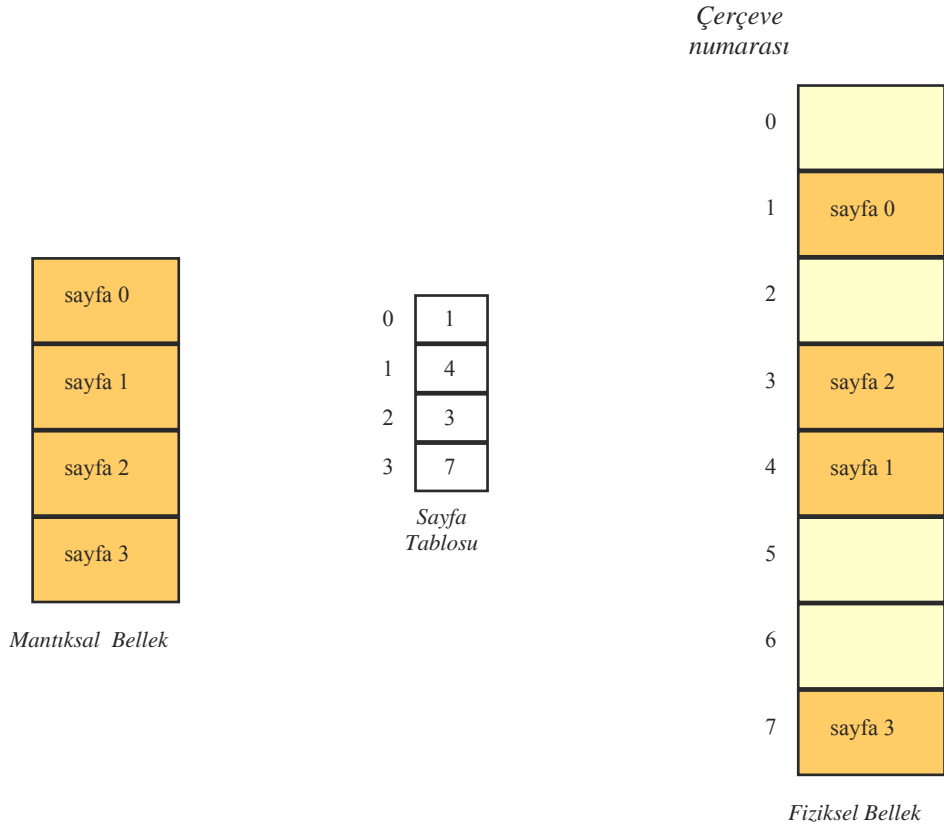 Çerçeve
numarası
0
1 sayfa 0
2
3 sayfa 2
4 sayfa 1
5
6
7 sayfa 3
Fiziksel Bellek
sayfa 0
sayfa 1
sayfa 2
sayfa 3
Mantıksal Bellek
0 1
1 4
2 3
3 7
Sayfa
Tablosu